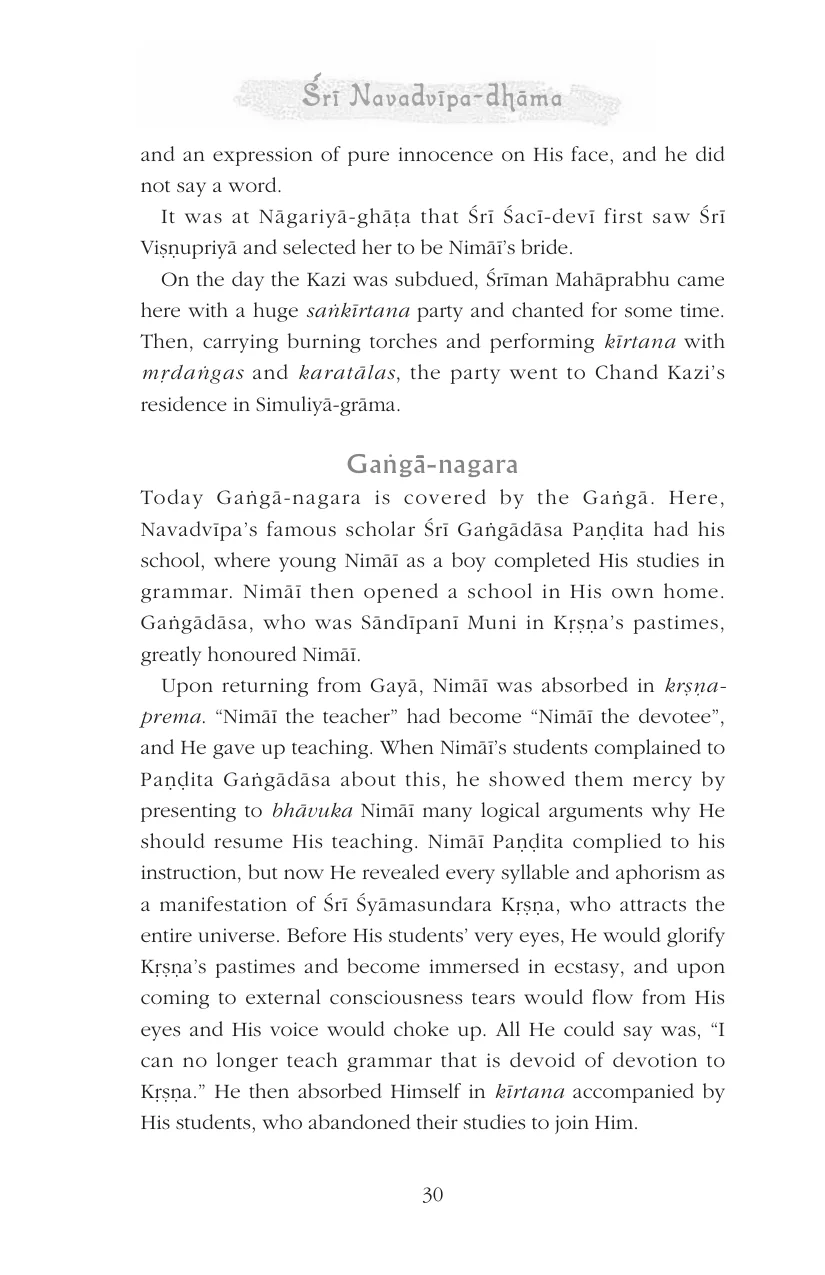 Śrī Navadvīpa-dhāma
and an expression of pure innocence on His face, and he did
not say a word.
It was at Nāgariyā-ghāṭa that Śrī Śacī-devī first saw Śrī
Viṣṇupriyā and selected her to be Nimāī’s bride.
On the day the Kazi was subdued, Śrīman Mahāprabhu came
here with a huge saṅkīrtana party and chanted for some time.
Then, carrying burning torches and performing kīrtana with
mṛdaṅgas and karatālas, the party went to Chand Kazi’s
residence in Simuliyā-grāma.
Gaṅgā-nagara
Today Gaṅgā-nagara is covered by the Gaṅgā. Here,
Navadvīpa’s famous scholar Śrī Gaṅgādāsa Paṇḍita had his
school, where young Nimāī as a boy completed His studies in
grammar. Nimāī then opened a school in His own home.
Gaṅgādāsa, who was Sāndīpanī Muni in Kṛṣṇa’s pastimes,
greatly honoured Nimāī.
Upon returning from Gayā, Nimāī was absorbed in kṛṣṇa-
prema. “Nimāī the teacher” had become “Nimāī the devotee”,
and He gave up teaching. When Nimāī’s students complained to
Paṇḍita Gaṅgādāsa about this, he showed them mercy by
presenting to bhāvuka Nimāī many logical arguments why He
should resume His teaching. Nimāī Paṇḍita complied to his
instruction, but now He revealed every syllable and aphorism as
a manifestation of Śrī Śyāmasundara Kṛṣṇa, who attracts the
entire universe. Before His students’ very eyes, He would glorify
Kṛṣṇa’s pastimes and become immersed in ecstasy, and upon
coming to external consciousness tears would flow from His
eyes and His voice would choke up. All He could say was, “I
can no longer teach grammar that is devoid of devotion to
Kṛṣṇa.” He then absorbed Himself in kīrtana accompanied by
His students, who abandoned their studies to join Him.
30